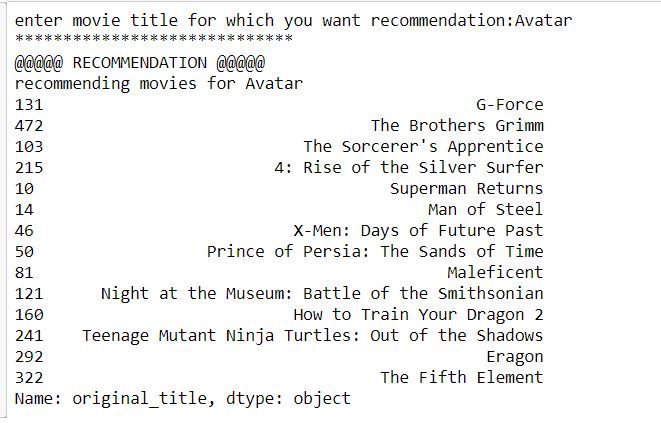 enter movie title for which you want recommendation:Avatar
*****************************
@@@@@ RECOMMENDATION @@@@@
recommending movies for Avatar
131 G-Force
472 The Brothers Grimm
103 The Sorcerer's Apprentice
215 4: Rise of the Silver Surfer
10 Superman Returns
14 Man of Steel
46 X-Men: Days of Future Past
50 Prince of Persia: The Sands of Time
81 Maleficent
121 Night at the Museum: Battle of the Smithsonian
160 How to Train Your Dragon 2
241 Teenage Mutant Ninja Turtles: Out of the Shadows
292 Eragon
322 The Fifth Element
Name: original_title, dtype: object